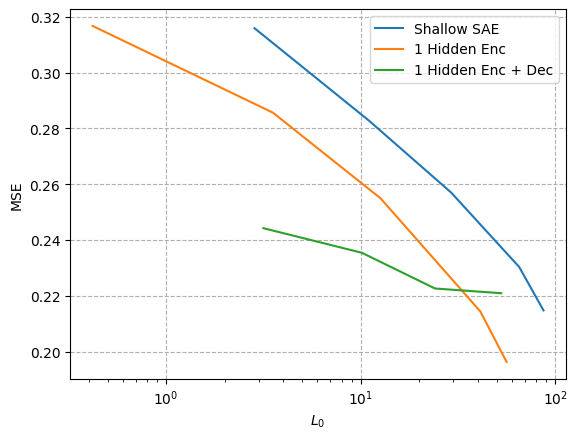 Shallow SAE
1 Hidden Enc
1 Hidden Enc + Dec
0.32
0.30
0.28
0.26
0.24
0.22
0.20
MSE
10⁰
10¹
10²
L₀